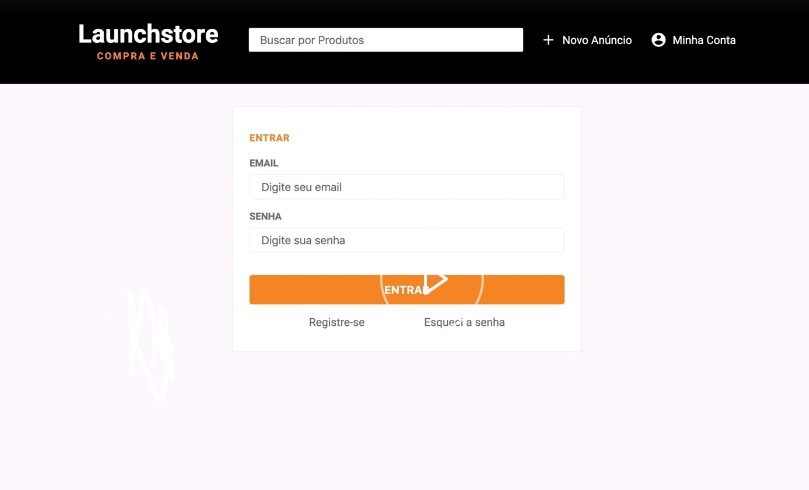 Launchstore
COMPRA E VENDA
Buscar por Produtos
Novo Anúncio
Minha Conta
ENTRAR
EMAIL
Digite seu email
SENHA
Digite sua senha
ENTRAR
Registre-se
Esqueci a senha